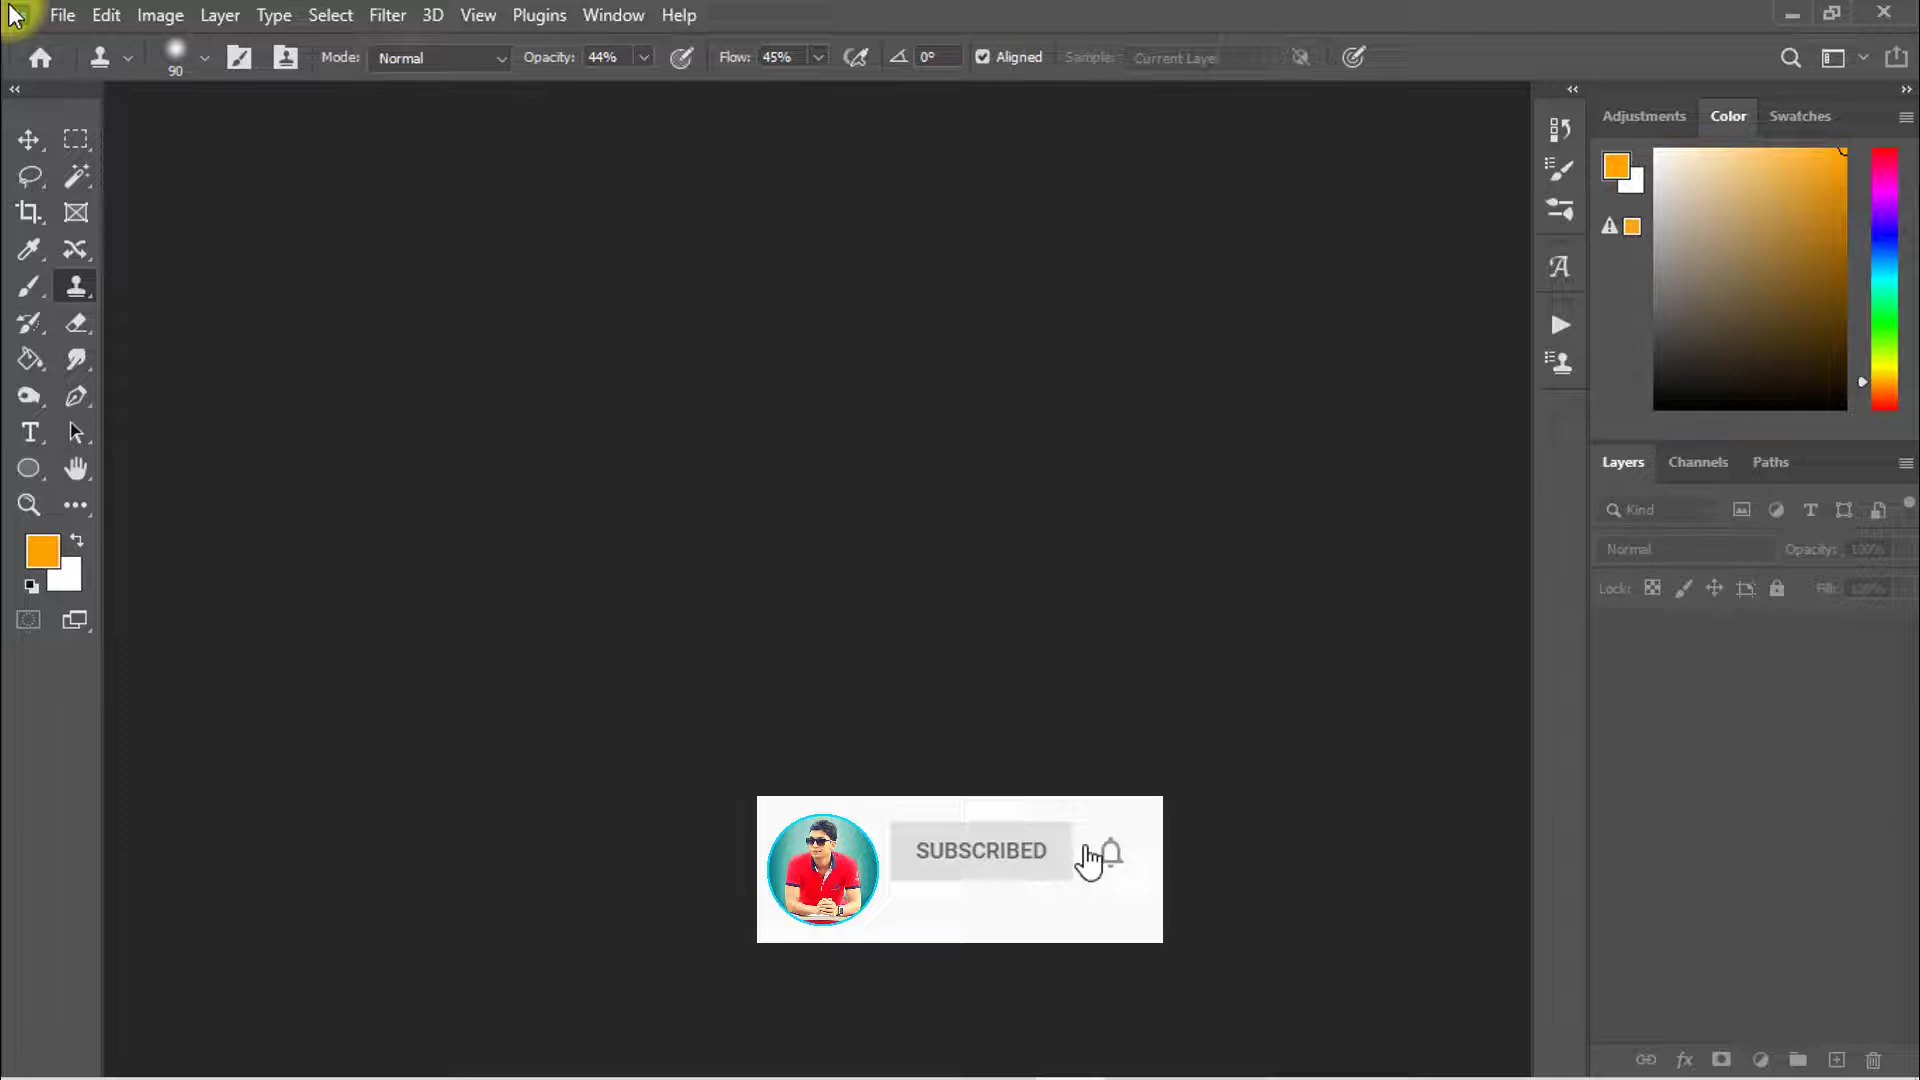 File Edit Image Layer Type Select Filter 3D View Plugins Window Help
90 Mode: Normal Opacity: 44% Flow: 45% 0° Aligned Sample: Current Laye
Adjustments Color Swatches
Layers Channels Paths
Kind
Normal Opacity: 100%
Lock: Fill: 100%
SUBSCRIBED